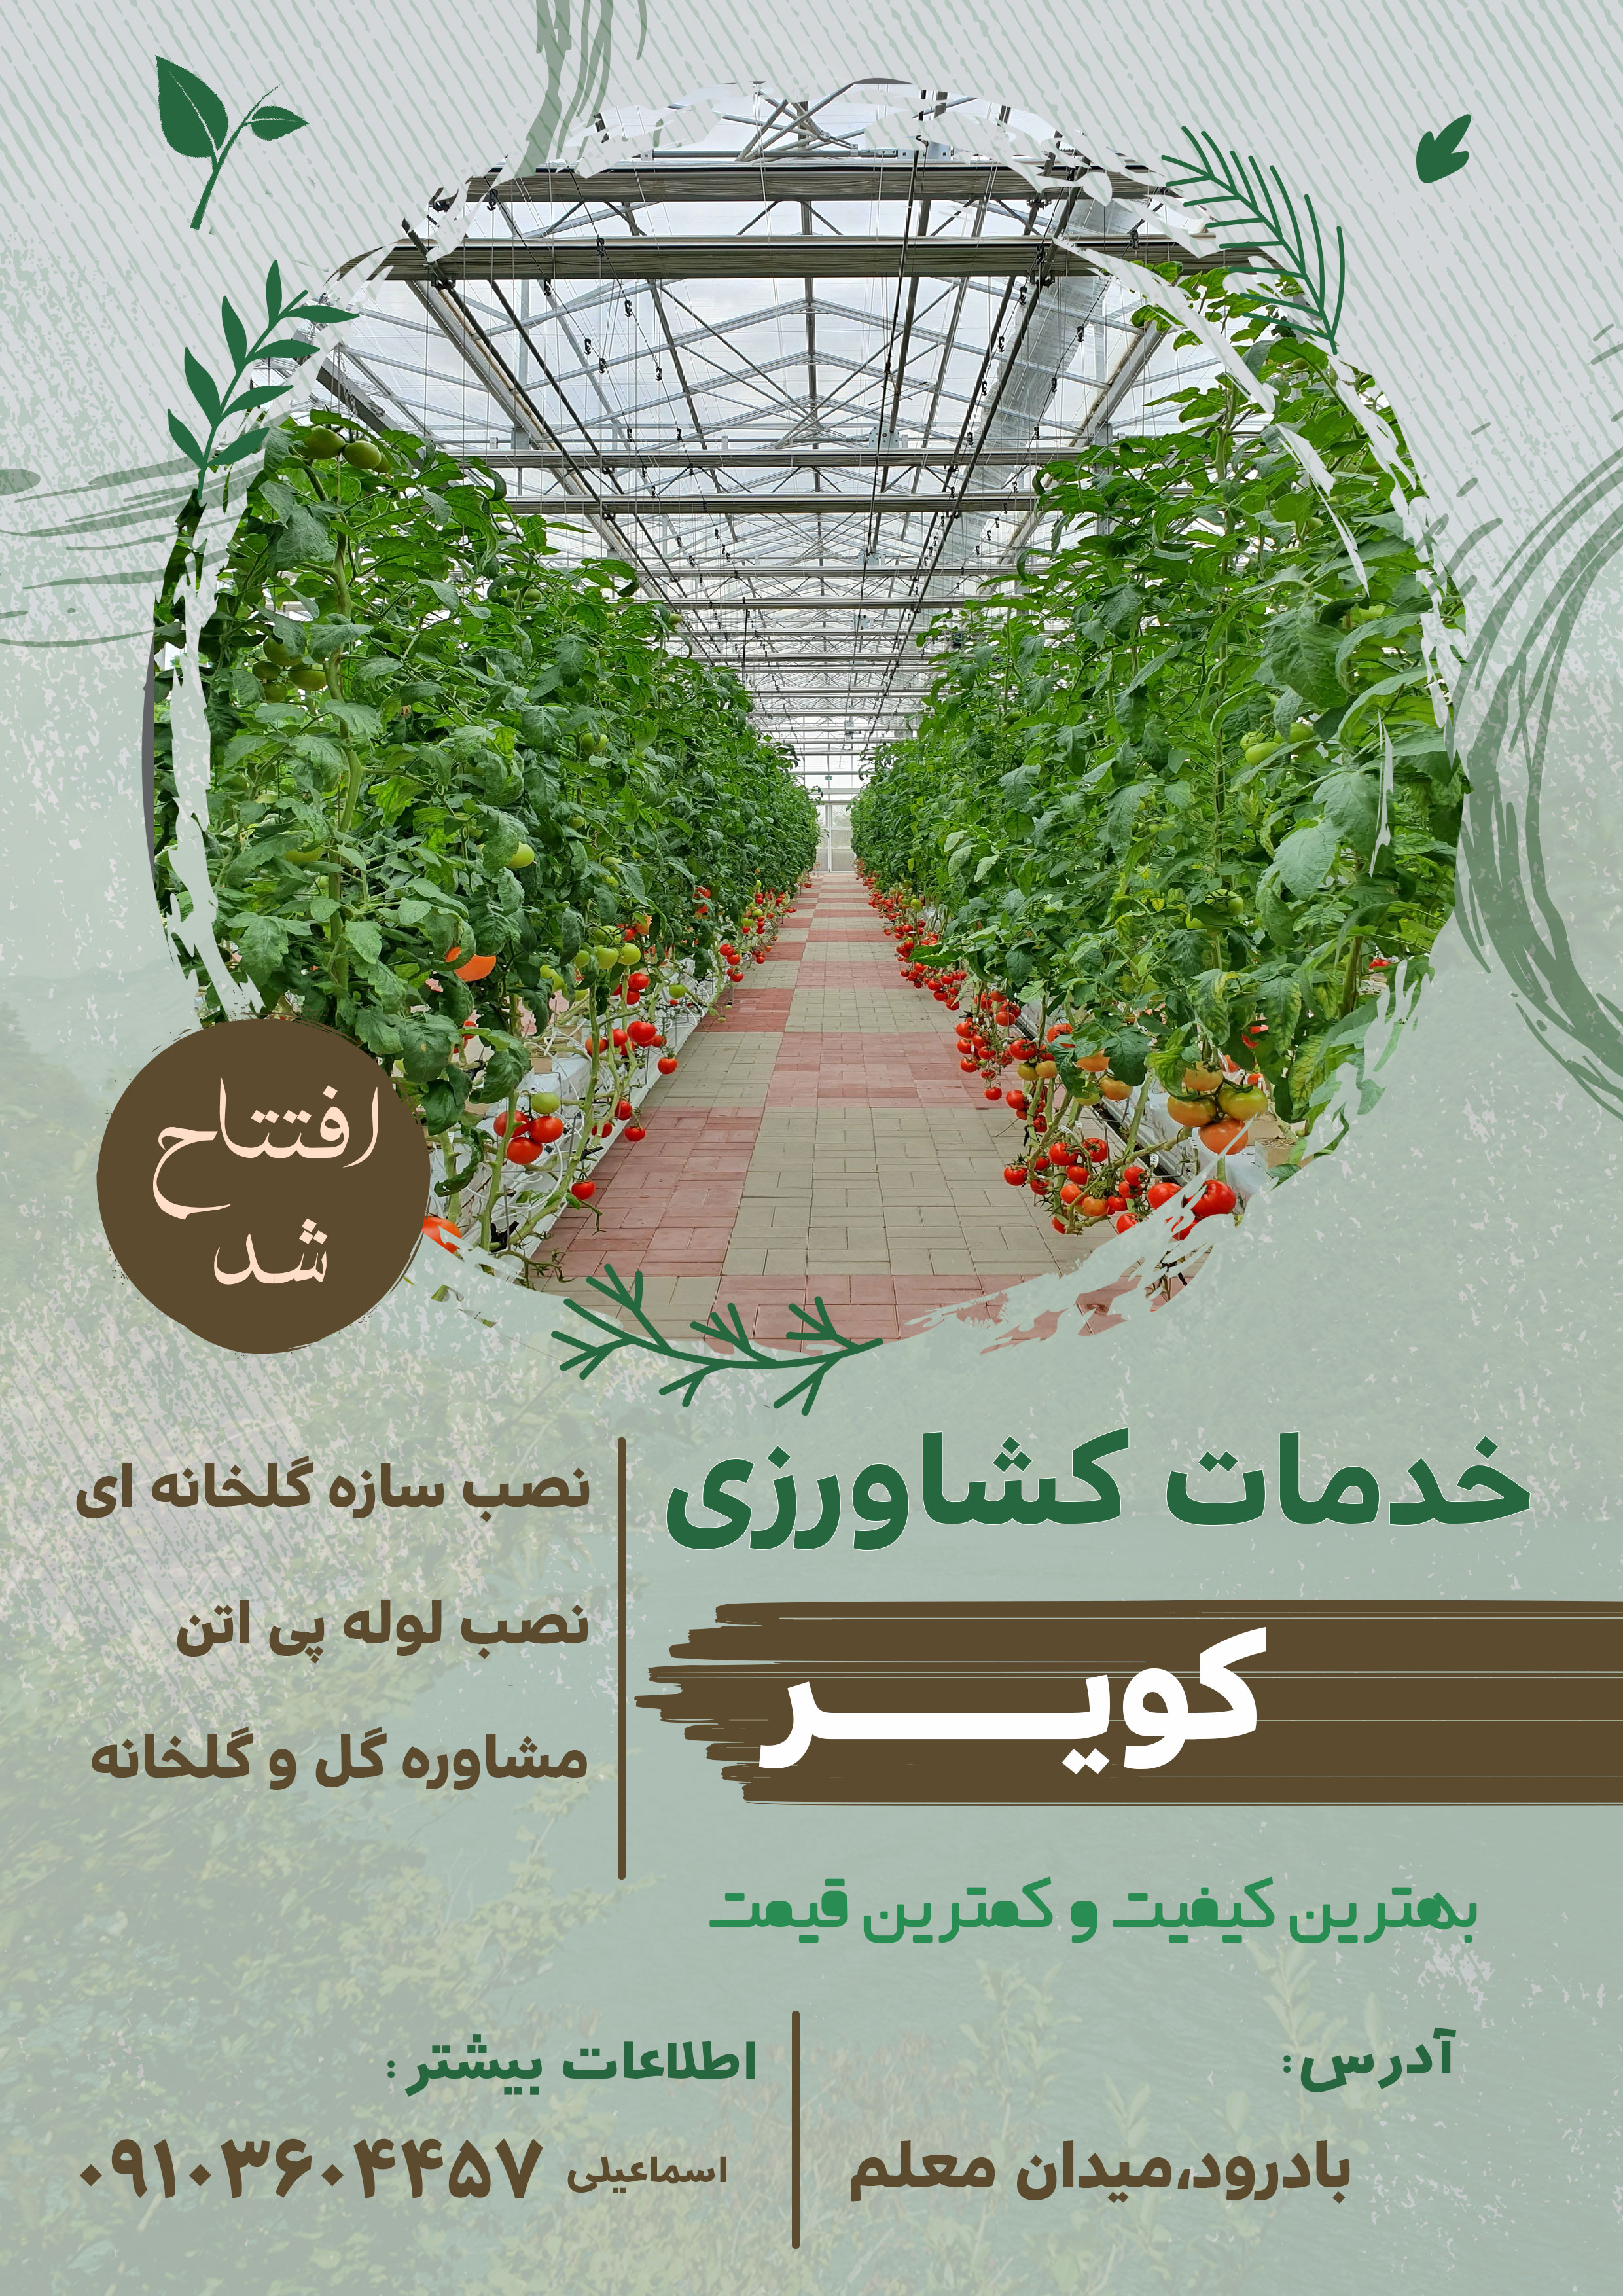 افتتاح
شد
خدمات کشاورزی
کویـــر
بهترین کیفیت و کمترین قیمت
نصب سازه گلخانه ای
نصب لوله پی اتن
مشاوره گل و گلخانه
آدرس:
بادرود،میدان معلم
اطلاعات بیشتر:
اسماعیلی ۰۹۱۰۳۶۰۴۴۵۷